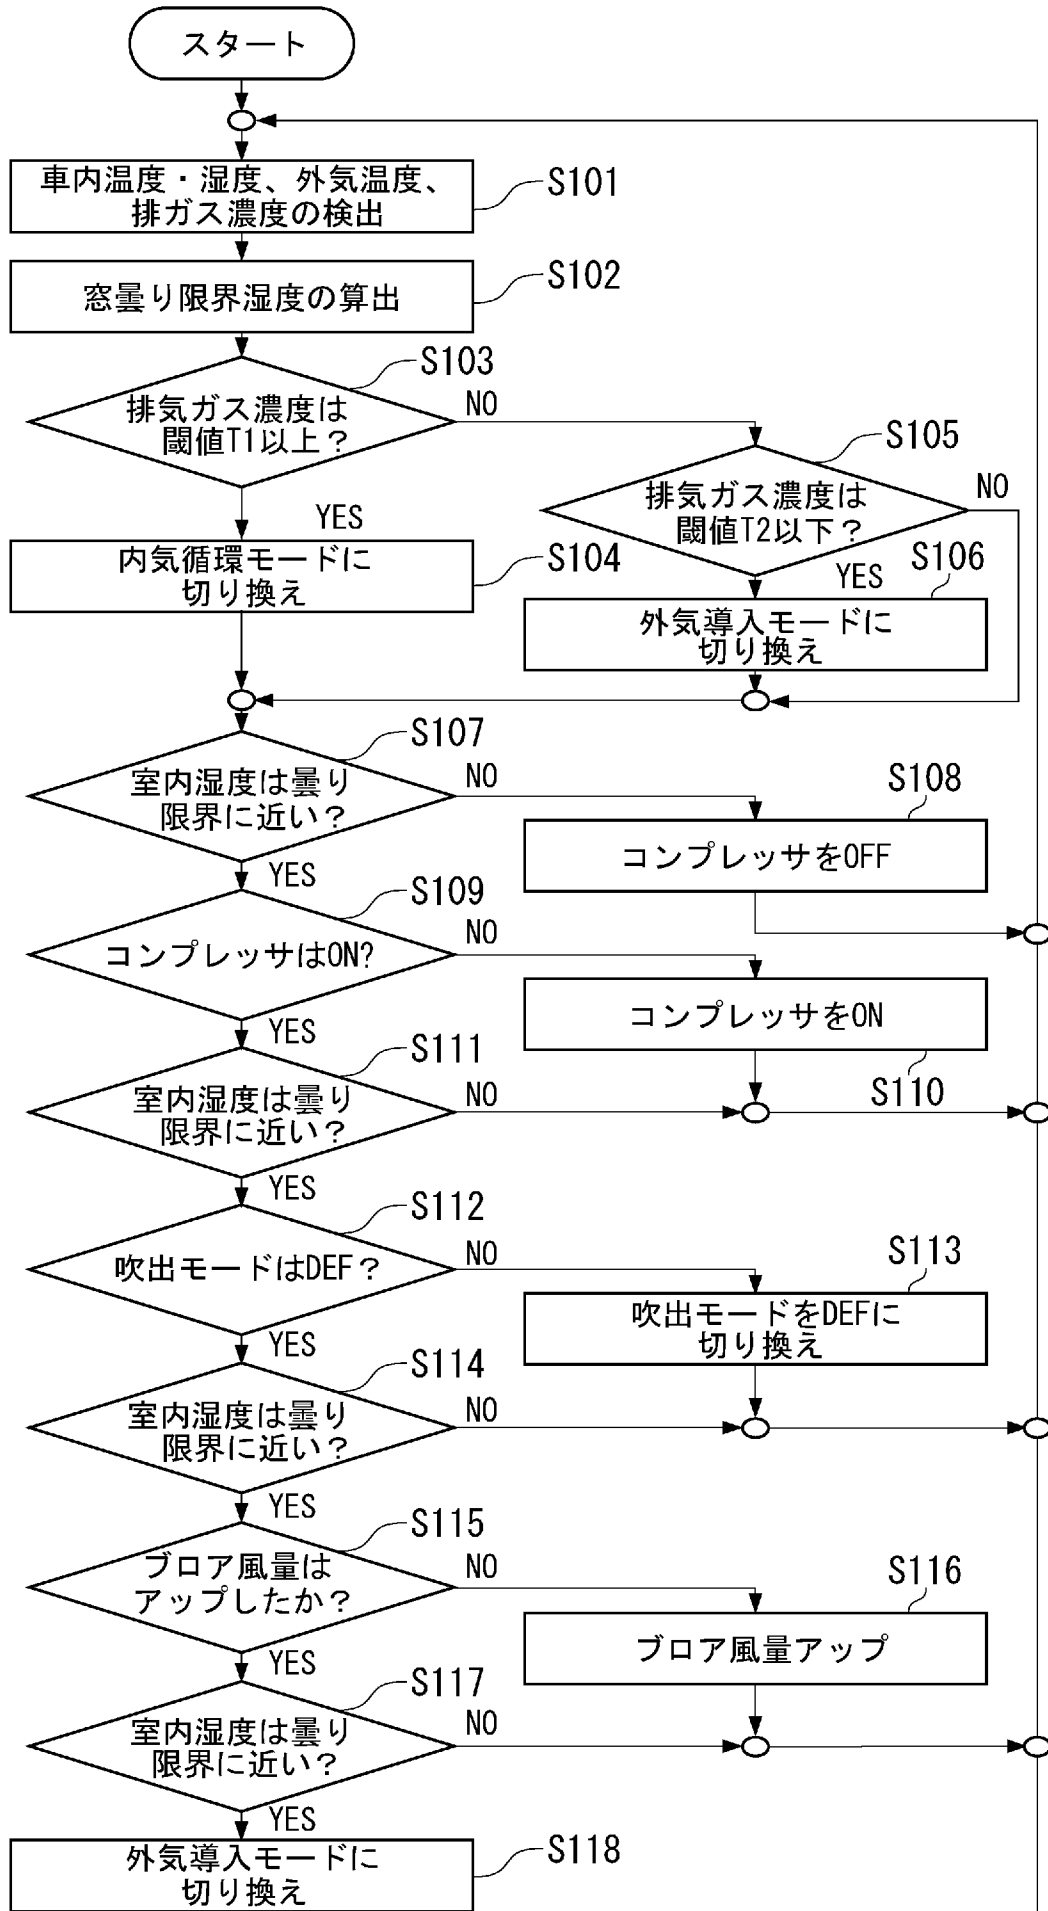 スタート
車内温度・湿度、外気温度、
排ガス濃度の検出
S101
窓曇り限界湿度の算出
S102
S103
排気ガス濃度は
閾値T1以上？
NO
YES
S105
排気ガス濃度は
閾値T2以下？
NO
YES
内気循環モードに
切り換え
S104
S106
外気導入モードに
切り換え
S107
室内湿度は曇り
限界に近い？
NO
YES
S108
コンプレッサをOFF
S109
コンプレッサはON?
NO
YES
コンプレッサをON
S110
S111
室内湿度は曇り
限界に近い？
NO
YES
S112
吹出モードはDEF？
NO
YES
S113
吹出モードをDEFに
切り換え
S114
室内湿度は曇り
限界に近い？
NO
YES
S115
ブロア風量は
アップしたか？
NO
YES
S116
ブロア風量アップ
S117
室内湿度は曇り
限界に近い？
NO
YES
外気導入モードに
切り換え
S118